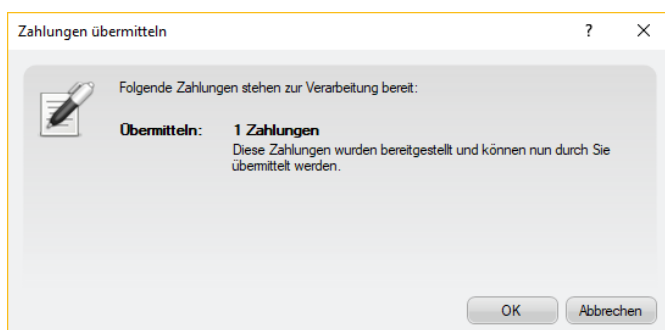 Zahlungen übermitteln
?
Folgende Zahlungen stehen zur Verarbeitung bereit:
Übermitteln: 1 Zahlungen
Diese Zahlungen wurden bereitgestellt und können nun durch Sie
übermittelt werden.
OK Abbrechen